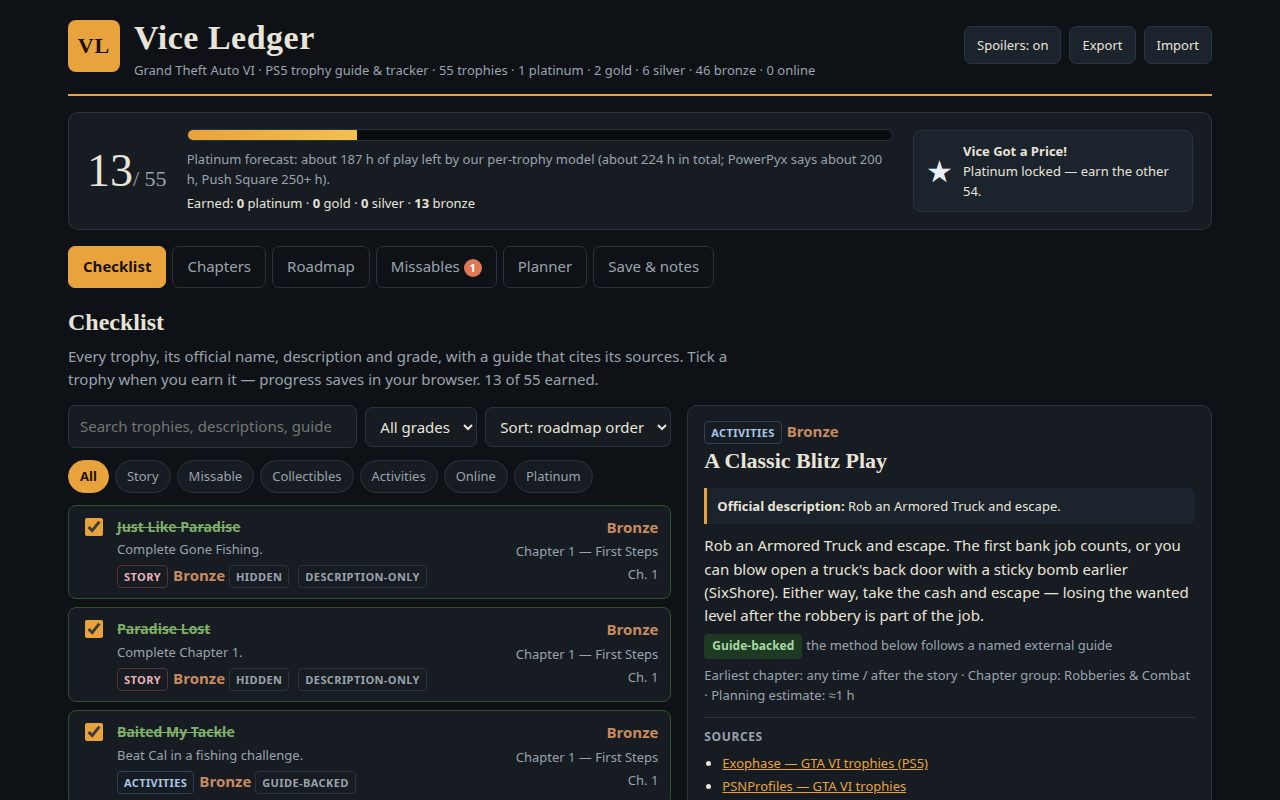 VL
Vice Ledger
Grand Theft Auto VI · PS5 trophy guide & tracker · 55 trophies · 1 platinum · 2 gold · 6 silver · 46 bronze · 0 online
Spoilers: on
Export
Import
13/ 55
Platinum forecast: about 187 h of play left by our per-trophy model (about 224 h in total; PowerPyx says about 200
h, Push Square 250+ h).
Earned: 0 platinum · 0 gold · 0 silver · 13 bronze
★
Vice Got a Price!
Platinum locked — earn the other
54.
Checklist
Chapters
Roadmap
Missables 1
Planner
Save & notes
Checklist
Every trophy, its official name, description and grade, with a guide that cites its sources. Tick a
trophy when you earn it — progress saves in your browser. 13 of 55 earned.
Search trophies, descriptions, guide
All grades
Sort: roadmap order
All
Story
Missable
Collectibles
Activities
Online
Platinum
Just Like Paradise
Bronze
Complete Gone Fishing.
Chapter 1 — First Steps
STORY Bronze HIDDEN DESCRIPTION-ONLY
Ch. 1
Paradise Lost
Bronze
Complete Chapter 1.
Chapter 1 — First Steps
STORY Bronze HIDDEN DESCRIPTION-ONLY
Ch. 1
Baited My Tackle
Bronze
Beat Cal in a fishing challenge.
Chapter 1 — First Steps
ACTIVITIES Bronze GUIDE-BACKED
Ch. 1
ACTIVITIES Bronze
A Classic Blitz Play
Official description: Rob an Armored Truck and escape.
Rob an Armored Truck and escape. The first bank job counts, or you
can blow open a truck's back door with a sticky bomb earlier
(SixShore). Either way, take the cash and escape — losing the wanted
level after the robbery is part of the job.
Guide-backed the method below follows a named external guide
Earliest chapter: any time / after the story · Chapter group: Robberies & Combat
· Planning estimate: ≈1 h
SOURCES
• Exophase — GTA VI trophies (PS5)
• PSNProfiles — GTA VI trophies